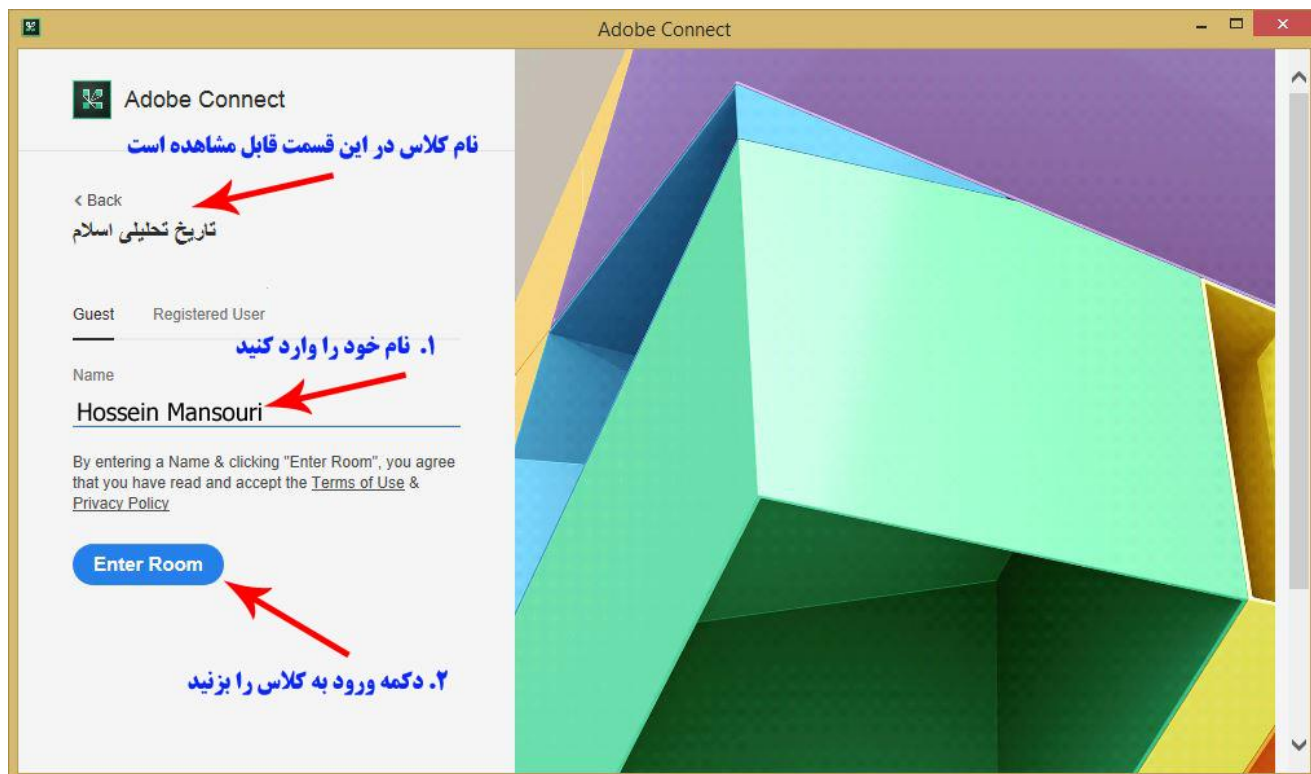 Adobe Connect
Adobe Connect
نام کلاس در این قسمت قابل مشاهده است
< Back
تاریخ تحلیلی اسلام
Guest Registered User
۱. نام خود را وارد کنید
Name
Hossein Mansouri
By entering a Name & clicking "Enter Room", you agree
that you have read and accept the Terms of Use &
Privacy Policy
Enter Room
۲. دکمه ورود به کلاس را بزنید